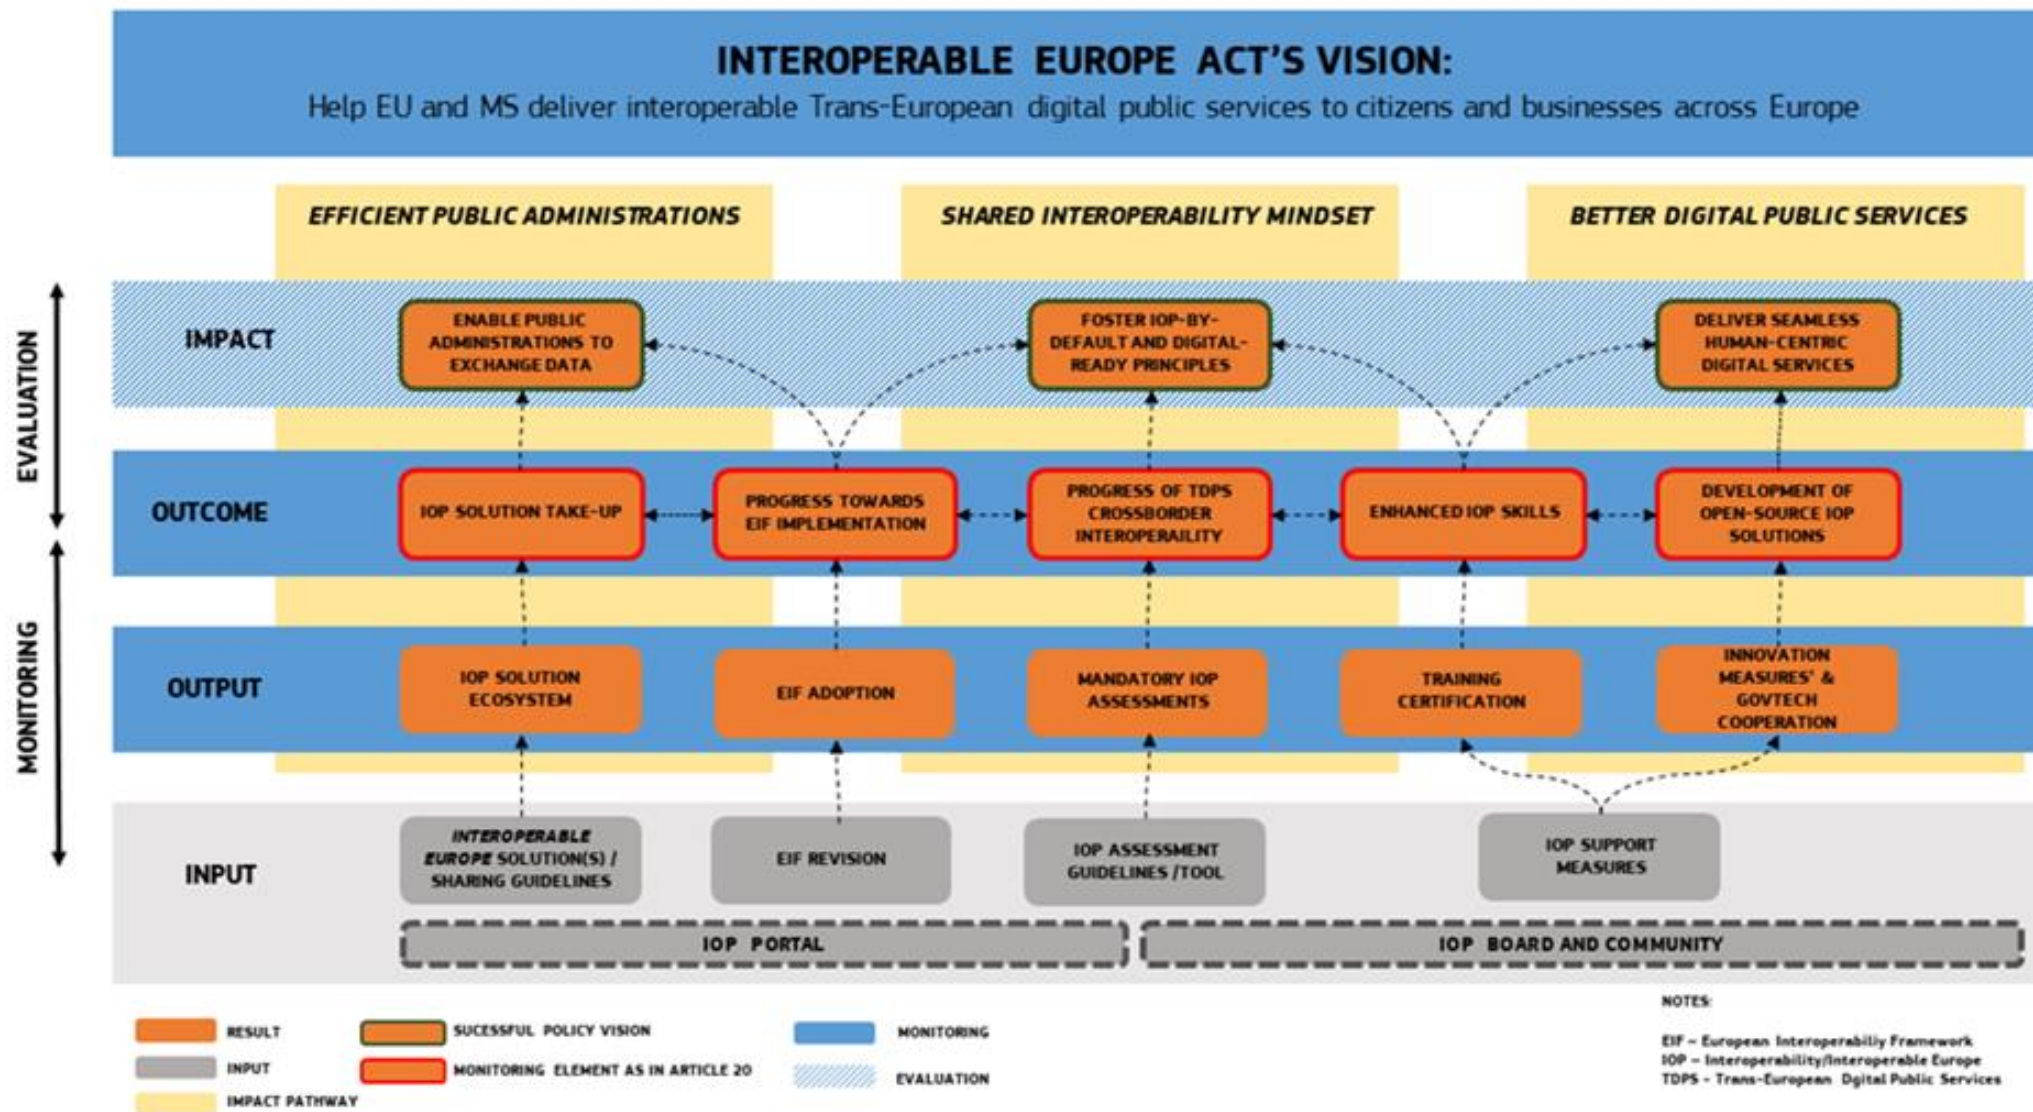 INTEROPERABLE EUROPE ACT'S VISION:
Help EU and MS deliver interoperable Trans-European digital public services to citizens and businesses across Europe
EFFICIENT PUBLIC ADMINISTRATIONS
SHARED INTEROPERABILITY MINDSET
BETTER DIGITAL PUBLIC SERVICES
EVALUATION
MONITORING
IMPACT
ENABLE PUBLIC
ADMINISTRATIONS TO
EXCHANGE DATA
FOSTER IOP-BY-
DEFAULT AND DIGITAL-
READY PRINCIPLES
DELIVER SEAMLESS
HUMAN-CENTRIC
DIGITAL SERVICES
OUTCOME
IOP SOLUTION TAKE-UP
PROGRESS TOWARDS
EIF IMPLEMENTATION
PROGRESS OF TDPS
CROSSBORDER
INTEROPERAILITY
ENHANCED IOP SKILLS
DEVELOPMENT OF
OPEN-SOURCE IOP
SOLUTIONS
OUTPUT
IOP SOLUTION
ECOSYSTEM
EIF ADOPTION
MANDATORY IOP
ASSESSMENTS
TRAINING
CERTIFICATION
INNOVATION
MEASURES' &
GOVTECH
COOPERATION
INPUT
INTEROPERABLE
EUROPE SOLUTION(S) /
SHARING GUIDELINES
EIF REVISION
IOP ASSESSMENT
GUIDELINES /TOOL
IOP SUPPORT
MEASURES
IOP PORTAL
IOP BOARD AND COMMUNITY
RESULT
INPUT
IMPACT PATHWAY
SUCESSFUL POLICY VISION
MONITORING ELEMENT AS IN ARTICLE 20
MONITORING
EVALUATION
NOTES:
EIF – European Interoperabiliy Framework
IOP – Interoperability/Interoperable Europe
TDPS - Trans-European Dgital Public Services